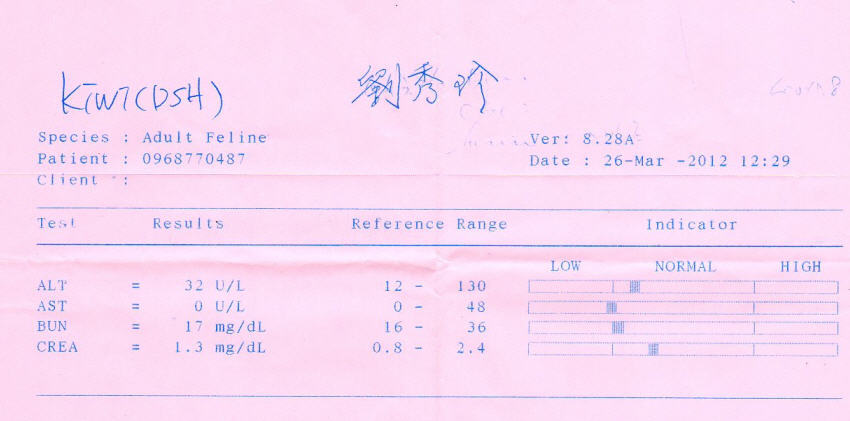 Kiwi(DSH) 劉秀珍
Species : Adult Feline Ver: 8.28A
Patient : 0968770487 Date : 26-Mar -2012 12:29
Client :
Test Results Reference Range Indicator
LOW NORMAL HIGH
ALT = 32 U/L 12 - 130
AST = 0 U/L 0 - 48
BUN = 17 mg/dL 16 - 36
CREA = 1.3 mg/dL 0.8 - 2.4